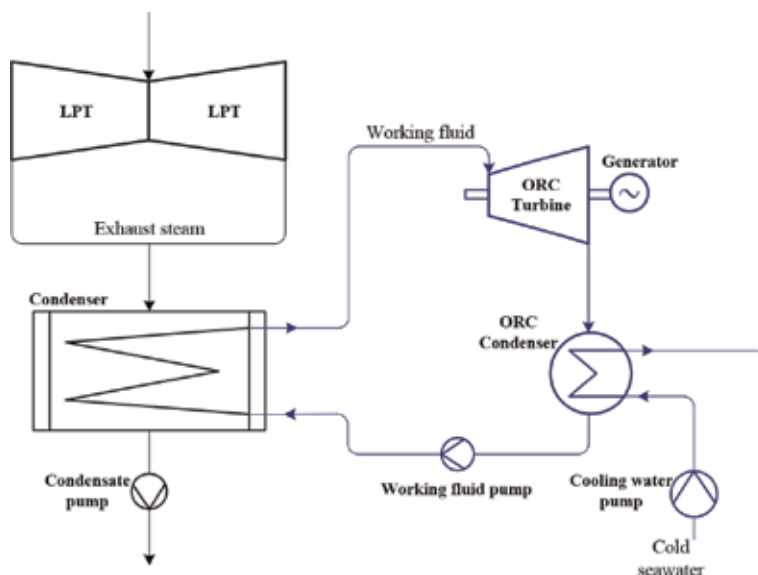 LPT
LPT
Working fluid
Generator
ORC
Turbine
Exhaust steam
Condenser
ORC
Condenser
Condensate
pump
Working fluid pump
Cooling water
pump
Cold
seawater